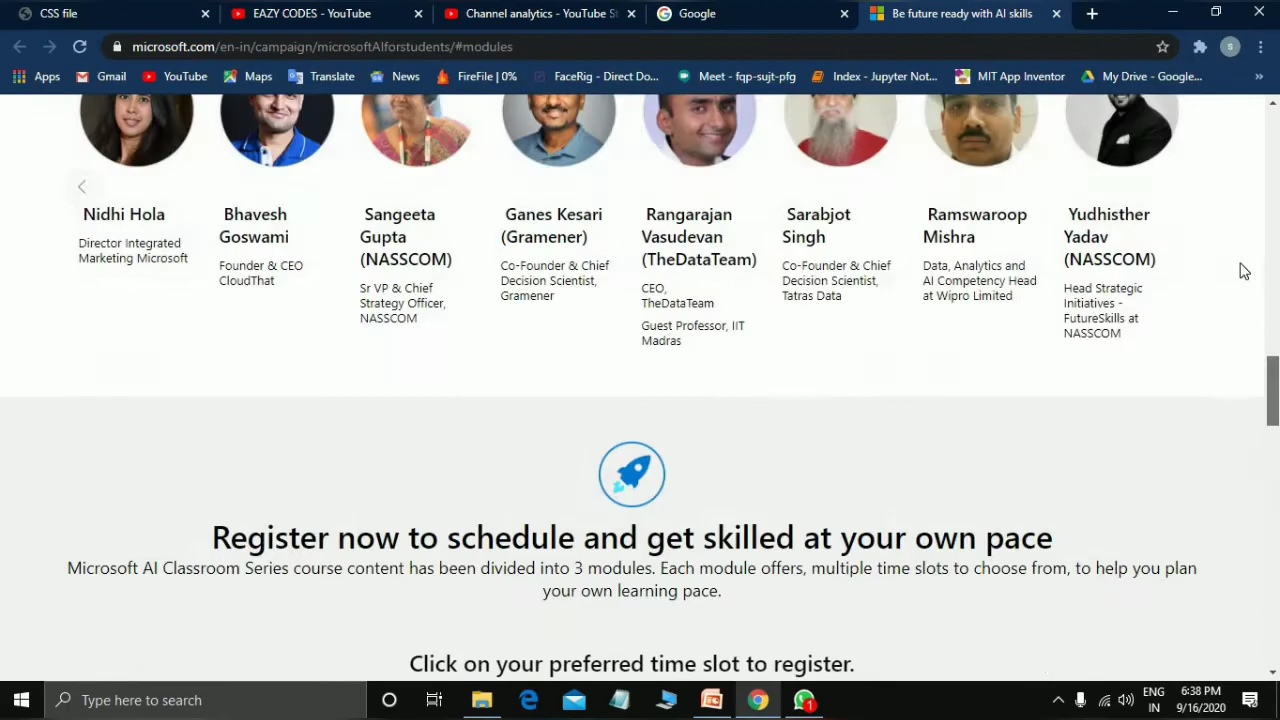 CSS file
EAZY CODES - YouTube
Channel analytics - YouTube St
Google
Be future ready with AI skills
microsoft.com/en-in/campaign/microsoftAIforstudents/#modules
S
Apps
Gmail
YouTube
Maps
Translate
News
FireFile | 0%
FaceRig - Direct Do...
Meet - fqp-sujt-pfg
Index - Jupyter Not...
MIT App Inventor
My Drive - Google...
»
Nidhi Hola
Director Integrated
Marketing Microsoft
Bhavesh
Goswami
Founder & CEO
CloudThat
Sangeeta
Gupta
(NASSCOM)
Sr VP & Chief
Strategy Officer,
NASSCOM
Ganes Kesari
(Gramener)
Co-Founder & Chief
Decision Scientist,
Gramener
Rangarajan
Vasudevan
(TheDataTeam)
CEO,
TheDataTeam
Guest Professor, IIT
Madras
Sarabjot
Singh
Co-Founder & Chief
Decision Scientist,
Tatras Data
Ramswaroop
Mishra
Data, Analytics and
AI Competency Head
at Wipro Limited
Yudhisther
Yadav
(NASSCOM)
Head Strategic
Initiatives -
FutureSkills at
NASSCOM
Register now to schedule and get skilled at your own pace
Microsoft AI Classroom Series course content has been divided into 3 modules. Each module offers, multiple time slots to choose from, to help you plan
your own learning pace.
Click on your preferred time slot to register.
Type here to search
1
ENG
IN
6:38 PM
9/16/2020